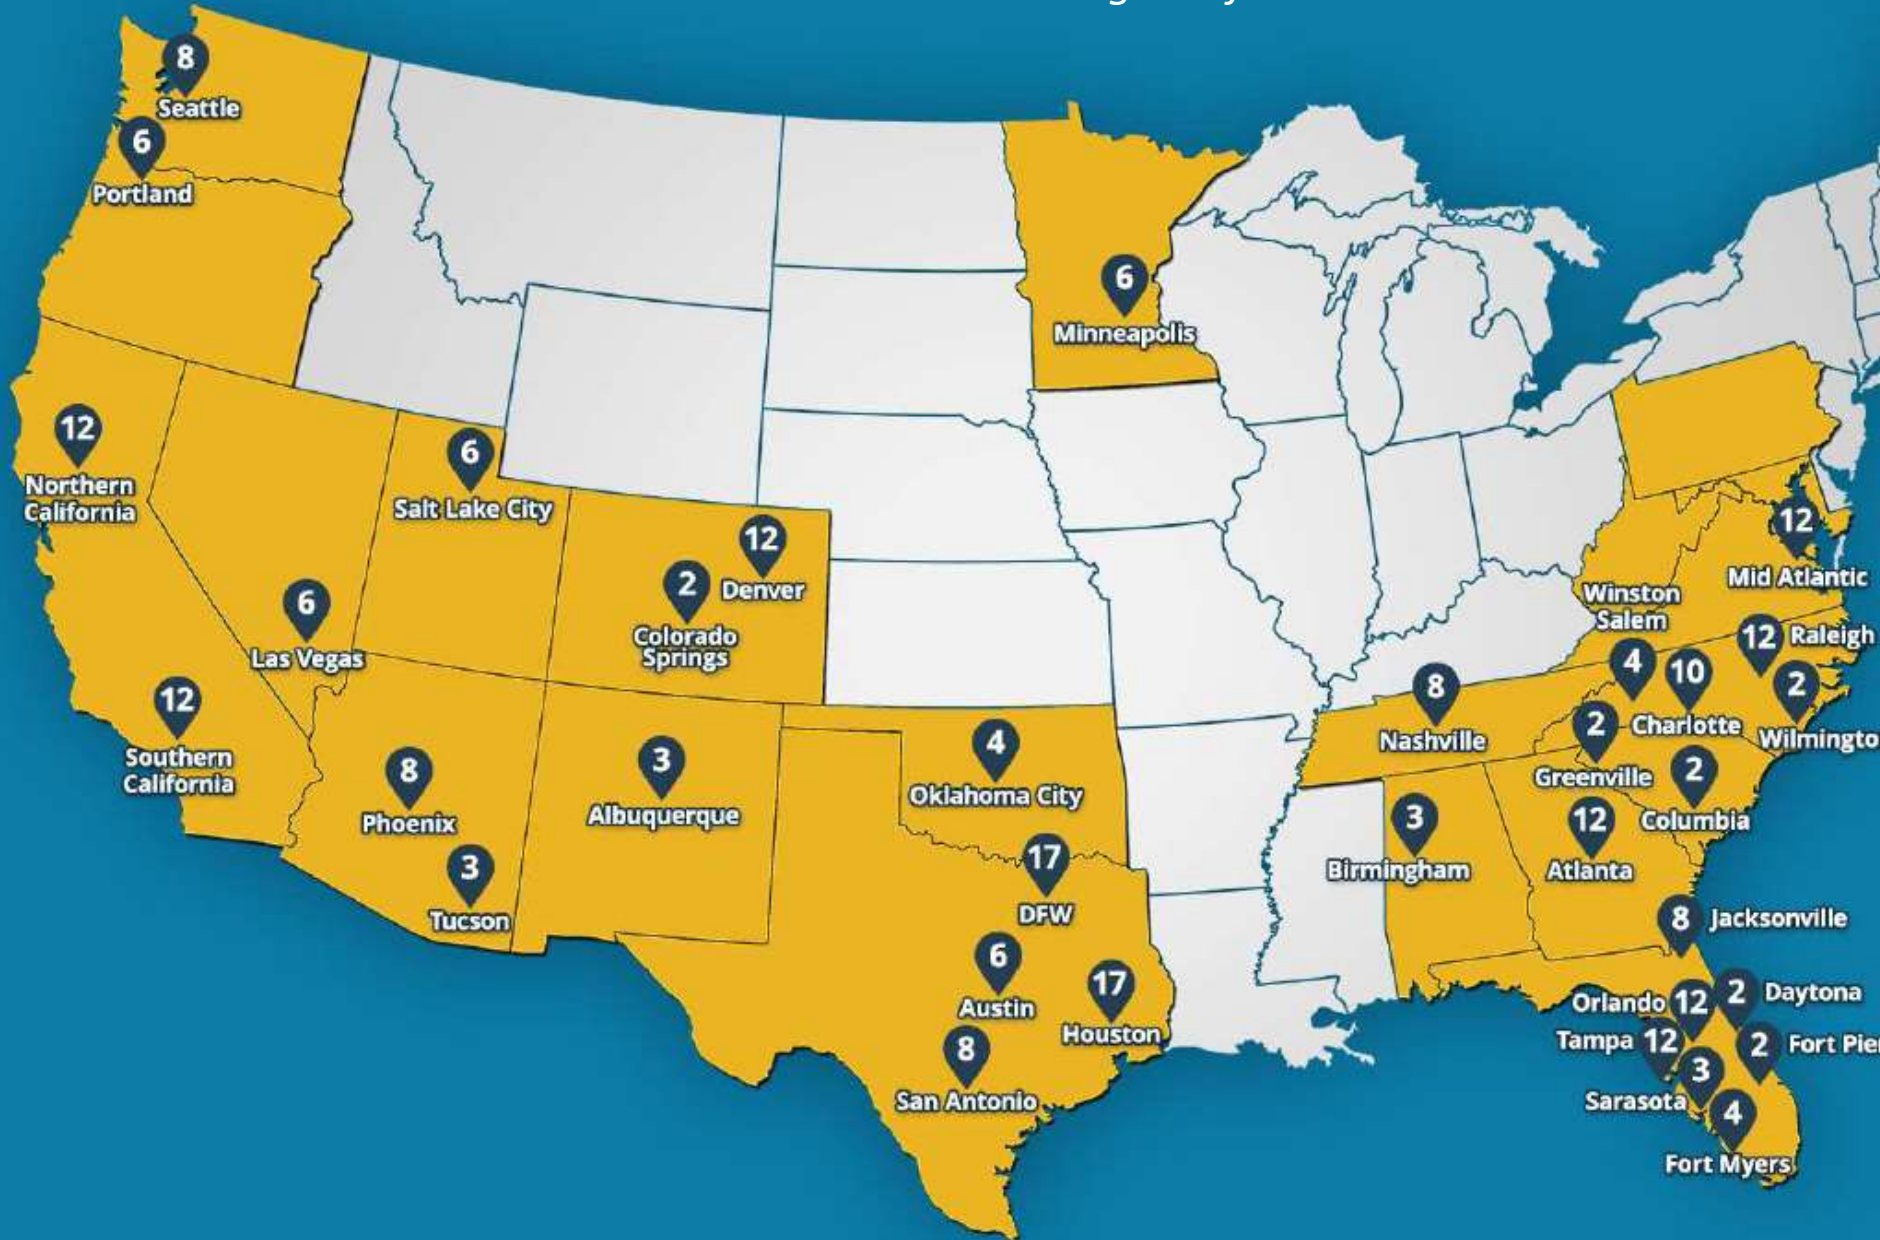 8
Seattle
6
Portland
6
Minneapolis
12
Northern
California
6
Salt Lake City
12
Denver
2
Colorado
Springs
6
Las Vegas
12
Southern
California
8
Phoenix
3
Tucson
3
Albuquerque
4
Oklahoma City
17
DFW
6
Austin
17
Houston
8
San Antonio
12
Mid Atlantic
Winston
Salem
4
12 Raleigh
10
Charlotte
2
Wilmingto
8
Nashville
2
Greenville
2
Columbia
3
Birmingham
12
Atlanta
8 Jacksonville
Orlando 12
2 Daytona
Tampa 12
2 Fort Pier
3
Sarasota
4
Fort Myers